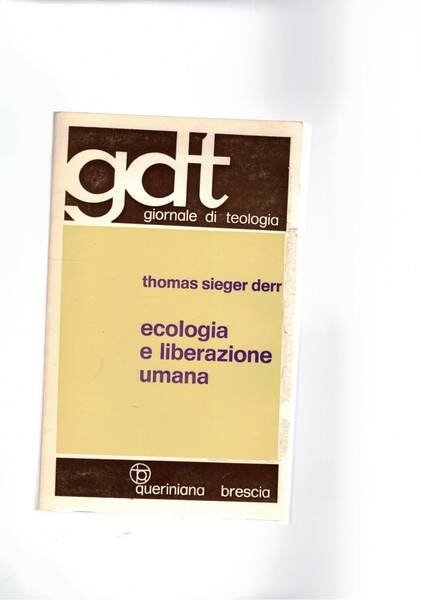 gdt
giornale di teologia
thomas sieger derr
ecologia
e liberazione
umana
queriniana brescia